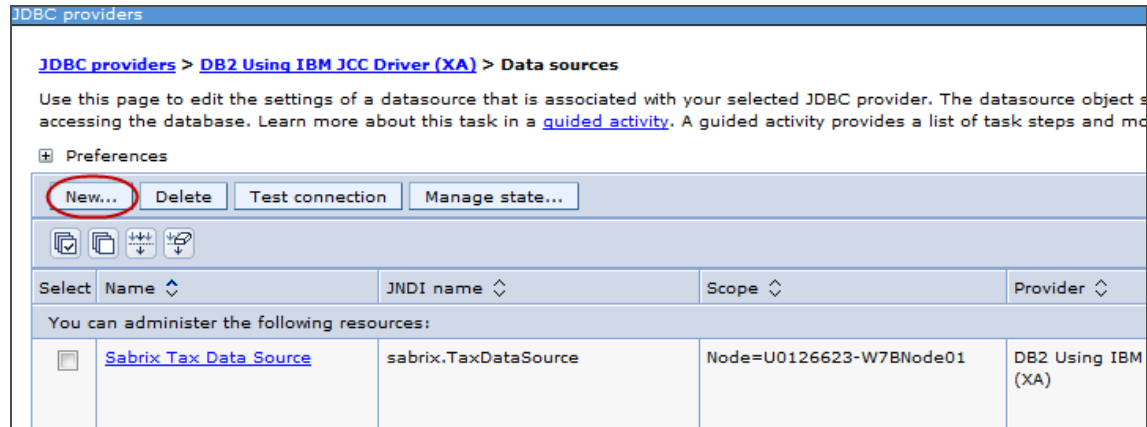 JDBC providers
JDBC providers > DB2 Using IBM JCC Driver (XA) > Data sources
Use this page to edit the settings of a datasource that is associated with your selected JDBC provider. The datasource object s
accessing the database. Learn more about this task in a guided activity. A guided activity provides a list of task steps and mo
Preferences
New... Delete Test connection Manage state...
Select Name JNDI name Scope Provider
You can administer the following resources:
Sabrix Tax Data Source sabrix.TaxDataSource Node=U0126623-W7BNode01 DB2 Using IBM
(XA)